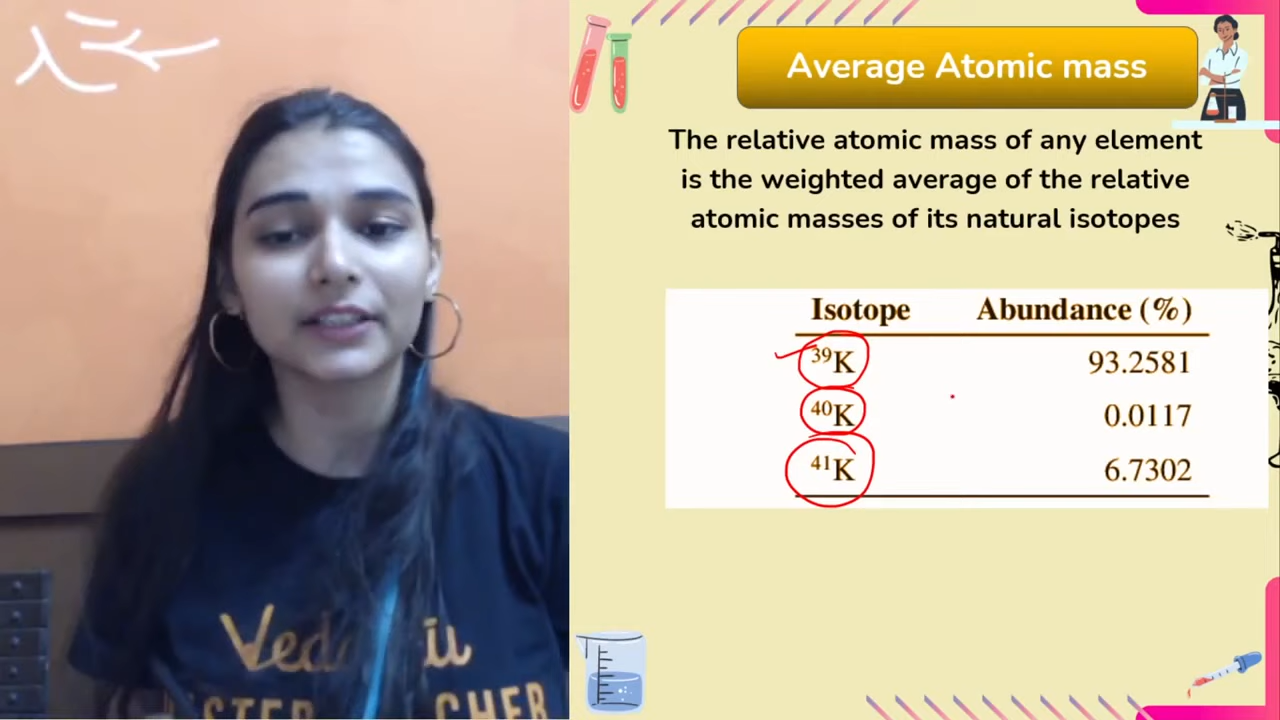 Average Atomic mass
The relative atomic mass of any element
is the weighted average of the relative
atomic masses of its natural isotopes
Isotope Abundance (%)
³⁹K 93.2581
⁴⁰K 0.0117
⁴¹K 6.7302